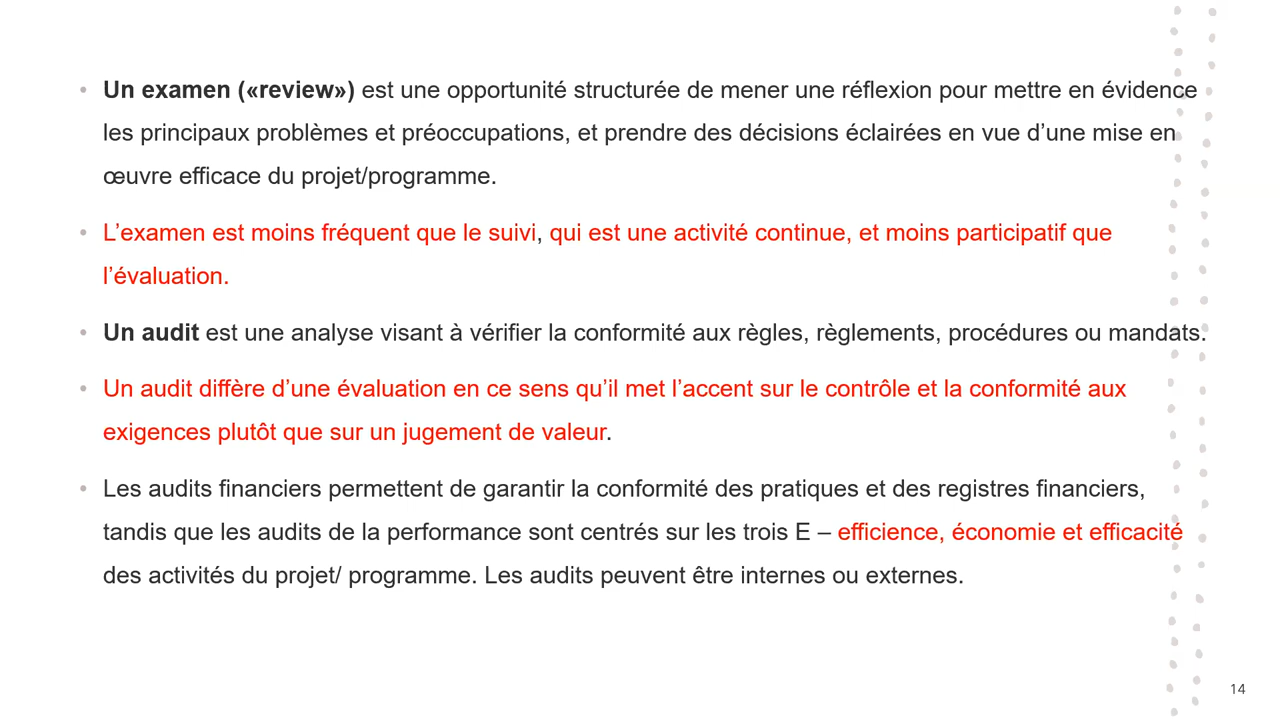 • Un examen («review») est une opportunité structurée de mener une réflexion pour mettre en évidence
les principaux problèmes et préoccupations, et prendre des décisions éclairées en vue d’une mise en
œuvre efficace du projet/programme.
• L’examen est moins fréquent que le suivi, qui est une activité continue, et moins participatif que
l’évaluation.
• Un audit est une analyse visant à vérifier la conformité aux règles, règlements, procédures ou mandats.
• Un audit diffère d’une évaluation en ce sens qu’il met l’accent sur le contrôle et la conformité aux
exigences plutôt que sur un jugement de valeur.
• Les audits financiers permettent de garantir la conformité des pratiques et des registres financiers,
tandis que les audits de la performance sont centrés sur les trois E – efficience, économie et efficacité
des activités du projet/ programme. Les audits peuvent être internes ou externes.
14